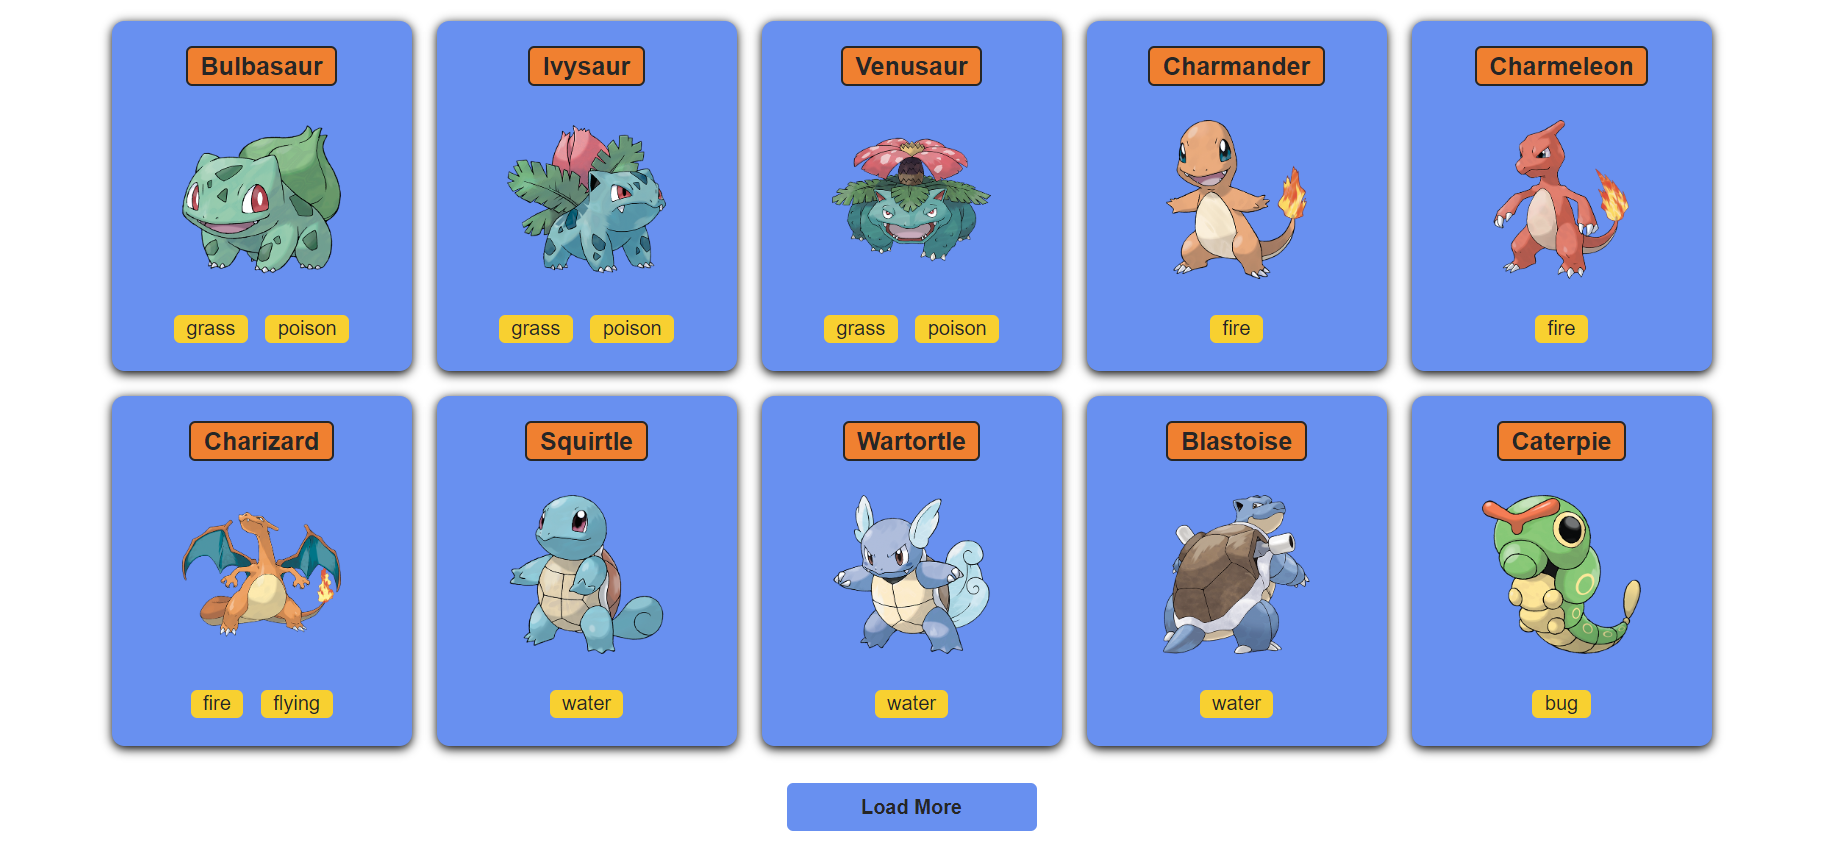 Bulbasaur
grass poison
Ivysaur
grass poison
Venusaur
grass poison
Charmander
fire
Charmeleon
fire
Charizard
fire flying
Squirtle
water
Wartortle
water
Blastoise
water
Caterpie
bug
Load More